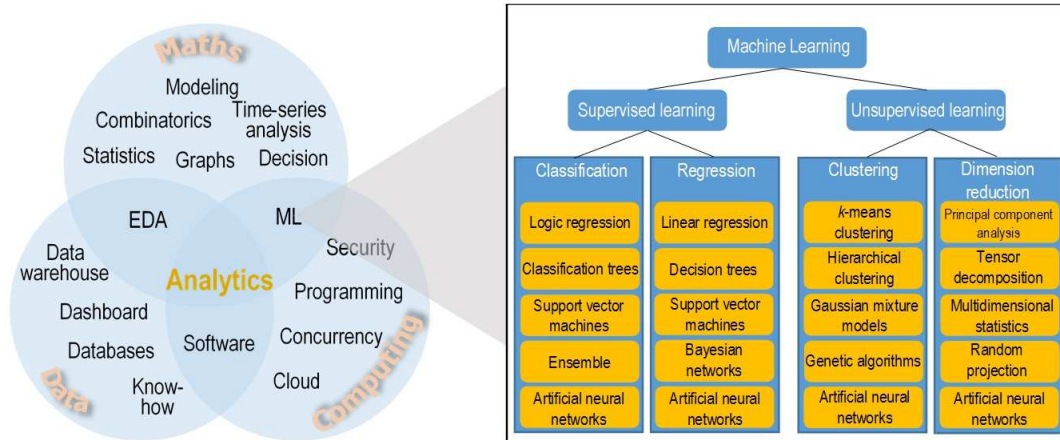 Maths
Modeling
Combinatorics
Time-series
analysis
Statistics
Graphs
Decision
EDA
ML
Data
warehouse
Security
Analytics
Programming
Dashboard
Databases
Software
Concurrency
Know-
how
Cloud
Data
Computing
Machine Learning
Supervised learning
Unsupervised learning
Classification
Logic regression
Classification trees
Support vector
machines
Ensemble
Artificial neural
networks
Regression
Linear regression
Decision trees
Support vector
machines
Bayesian
networks
Artificial neural
networks
Clustering
k-means
clustering
Hierarchical
clustering
Gaussian mixture
models
Genetic algorithms
Artificial neural
networks
Dimension
reduction
Principal component
analysis
Tensor
decomposition
Multidimensional
statistics
Random
projection
Artificial neural
networks